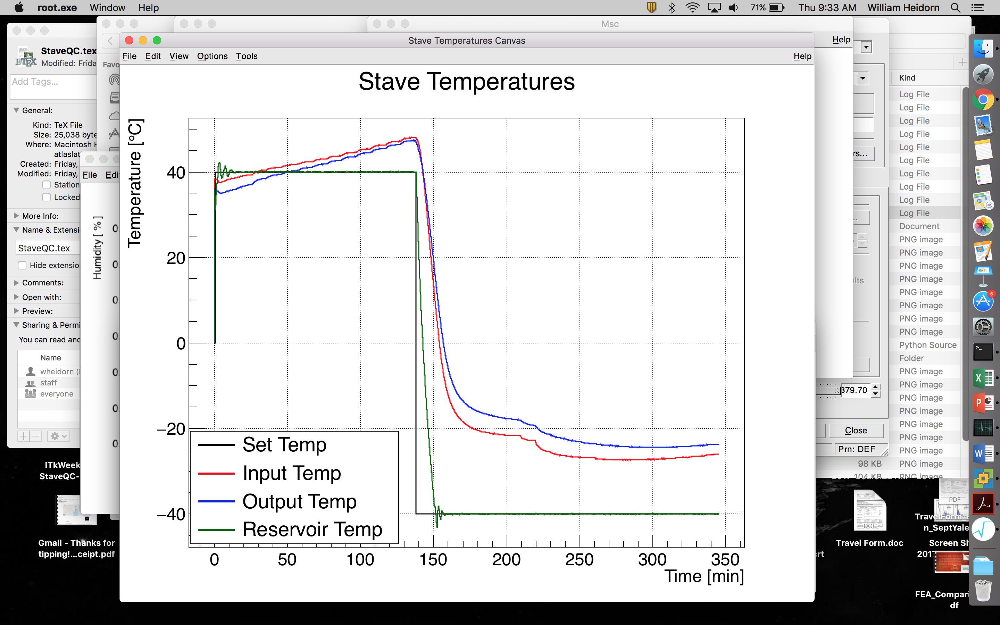 root.exe Window Help
71% Thu 9:33 AM William Heidorn
Msc
Help
StaveQC.tex
Modified: Frida
Add Tags...
General:
Kind: TeX File
Size: 25,038 byte
Where: Macintosh H
atlaslat
Created: Friday,
Modified: Friday,
Station
Locked
More Info:
Name & Extensi
StaveQC.tex
Hide extensio
Comments:
Open with:
Preview:
Sharing & Permi
You can read and
Name
wheidorn (
staff
everyone
Favo
File Edi
Humidity [ % ]
0.
0.
0.
0.
0.
0.
0.
Stave Temperatures Canvas
File Edit View Options Tools
Help
Stave Temperatures
Temperature [°C]
40
20
0
−20
−40
Set Temp
Input Temp
Output Temp
Reservoir Temp
0 50 100 150 200 250 300 350
Time [min]
rs...
lts
379.70
Close
Prn: DEF
Kind
Log File
Log File
Log File
Log File
Log File
Log File
Log File
Log File
Log File
Log File
Document
PNG image
PNG image
PNG image
PNG image
PNG image
PNG image
PNG image
PNG image
Python Source
Folder
PNG image
PNG image
PNG image
PNG image
PNG image
PNG image
PNG image
98 KB PNG image
104 KB PNG image
5
ITkWeek
StaveQC-
Gmail - Thanks for
tipping!...ceipt.pdf
DOC
Travel Form.doc
PDF
TravelForm_
n_SeptYale
Screen Sh
2017
FEA_Compari
df